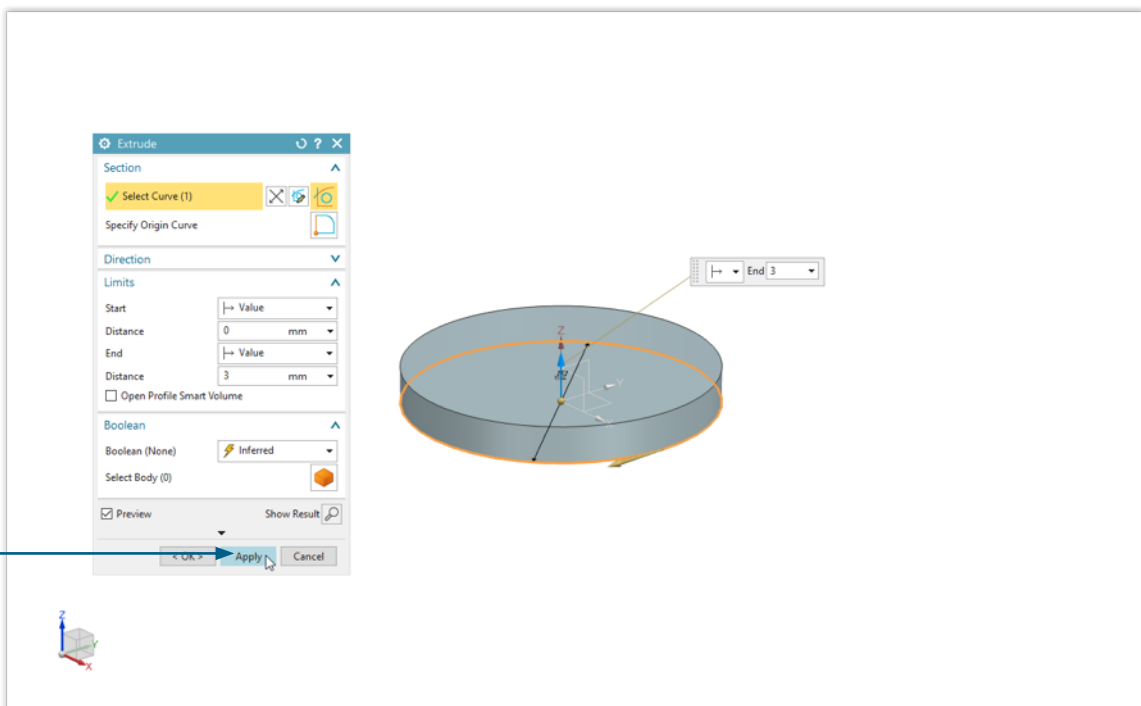 Extrude
Section
Select Curve (1)
Specify Origin Curve
Direction
Limits
Start Value
Distance 0 mm
End Value
Distance 3 mm
Open Profile Smart Volume
Boolean
Boolean (None) Inferred
Select Body (0)
Preview Show Result
< OK > Apply Cancel
End 3
Z
Y
X
Z
Y
X